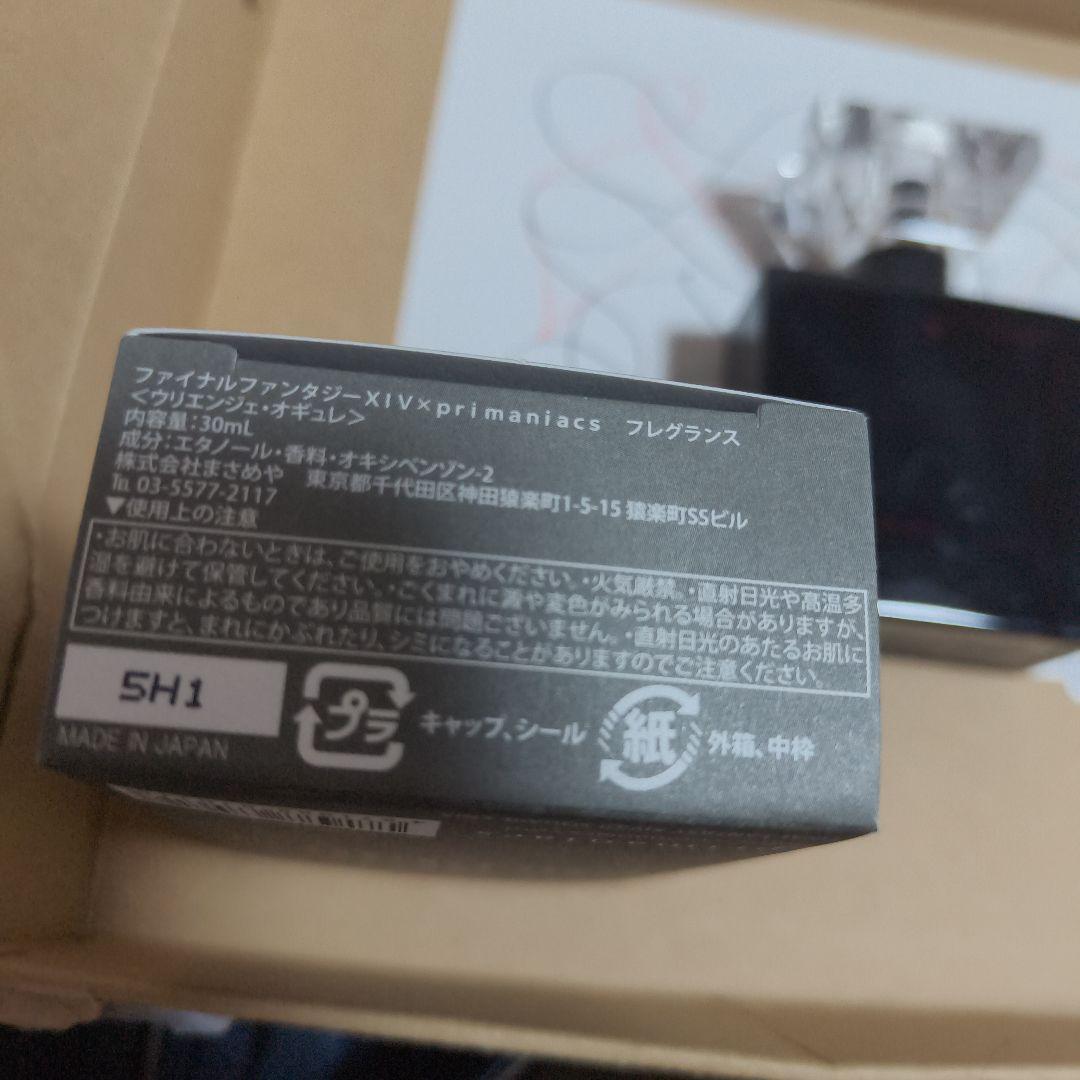 ファイナルファンタジーXIV×primaniacs　フレグランス
<ウリエンジェ・オギュレ>
内容量：30mL
成分：エタノール・香料・オキシベンゾン-2
株式会社まさめや　東京都千代田区神田猿楽町1-5-15 猿楽町SSビル
℡ 03-5577-2117
▼使用上の注意
・お肌に合わないときは、ご使用をおやめください。・火気厳禁。・直射日光や高温多
湿を避けて保管してください。・ごくまれに濁や変色がみられる場合がありますが、
香料由来によるものであり品質には問題ございません。・直射日光のあたるお肌に
つけますと、まれにかぶれたり、シミになることがありますのでご注意ください。
5H1
プラ キャップ、シール
紙 外箱、中枠
MADE IN JAPAN